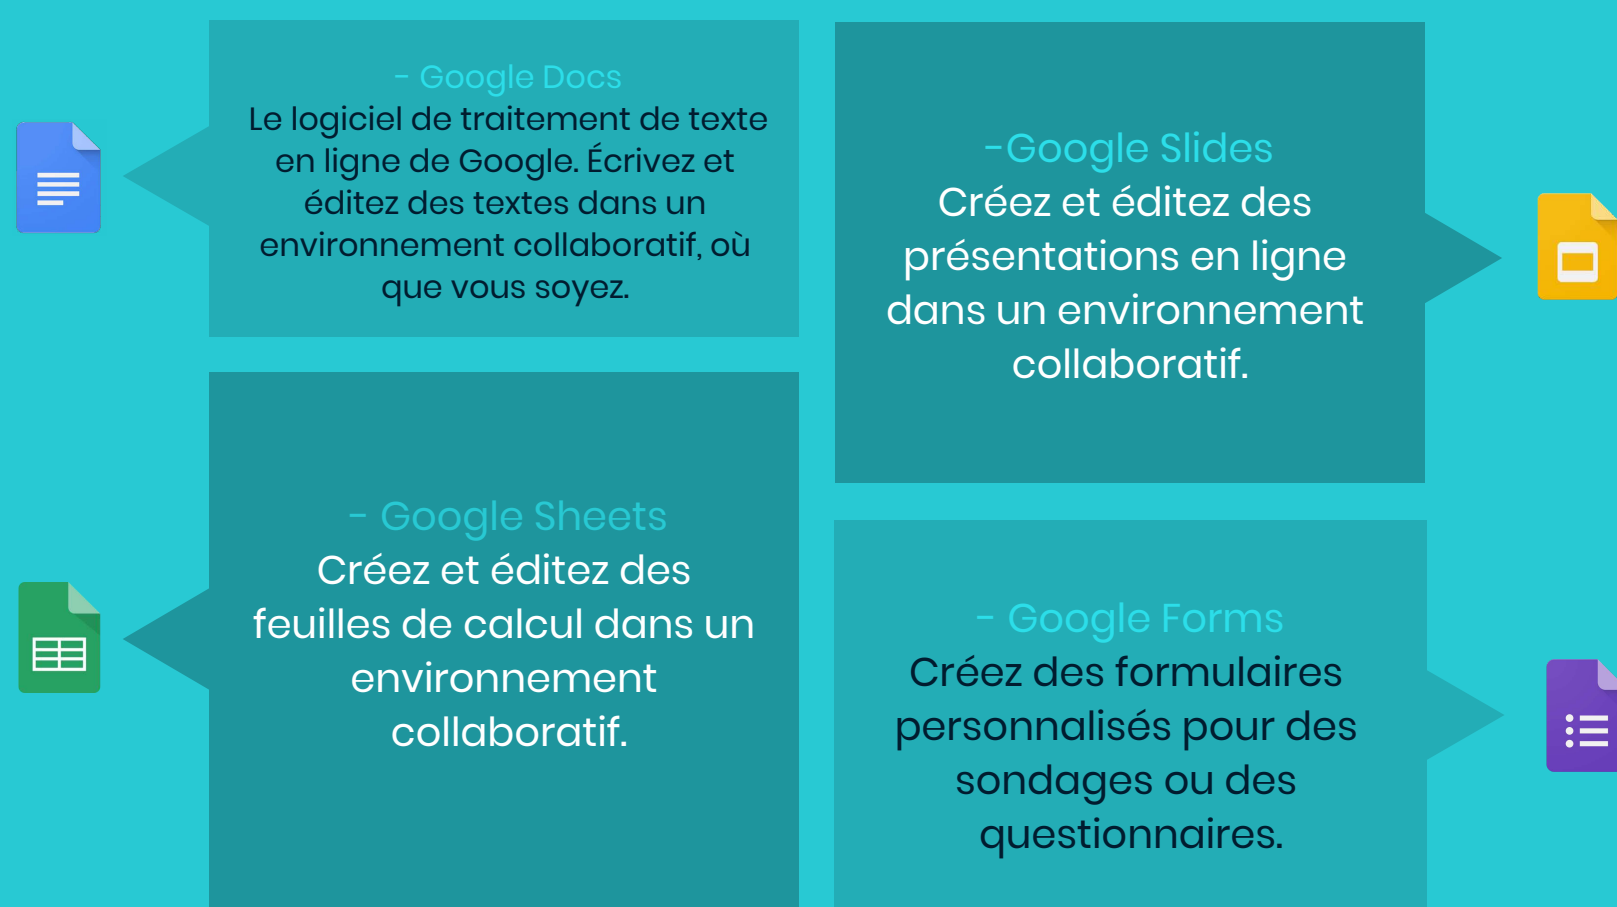 - Google Docs
Le logiciel de traitement de texte
en ligne de Google. Écrivez et
éditez des textes dans un
environnement collaboratif, où
que vous soyez.
-Google Slides
Créez et éditez des
présentations en ligne
dans un environnement
collaboratif.
- Google Sheets
Créez et éditez des
feuilles de calcul dans un
environnement
collaboratif.
- Google Forms
Créez des formulaires
personnalisés pour des
sondages ou des
questionnaires.